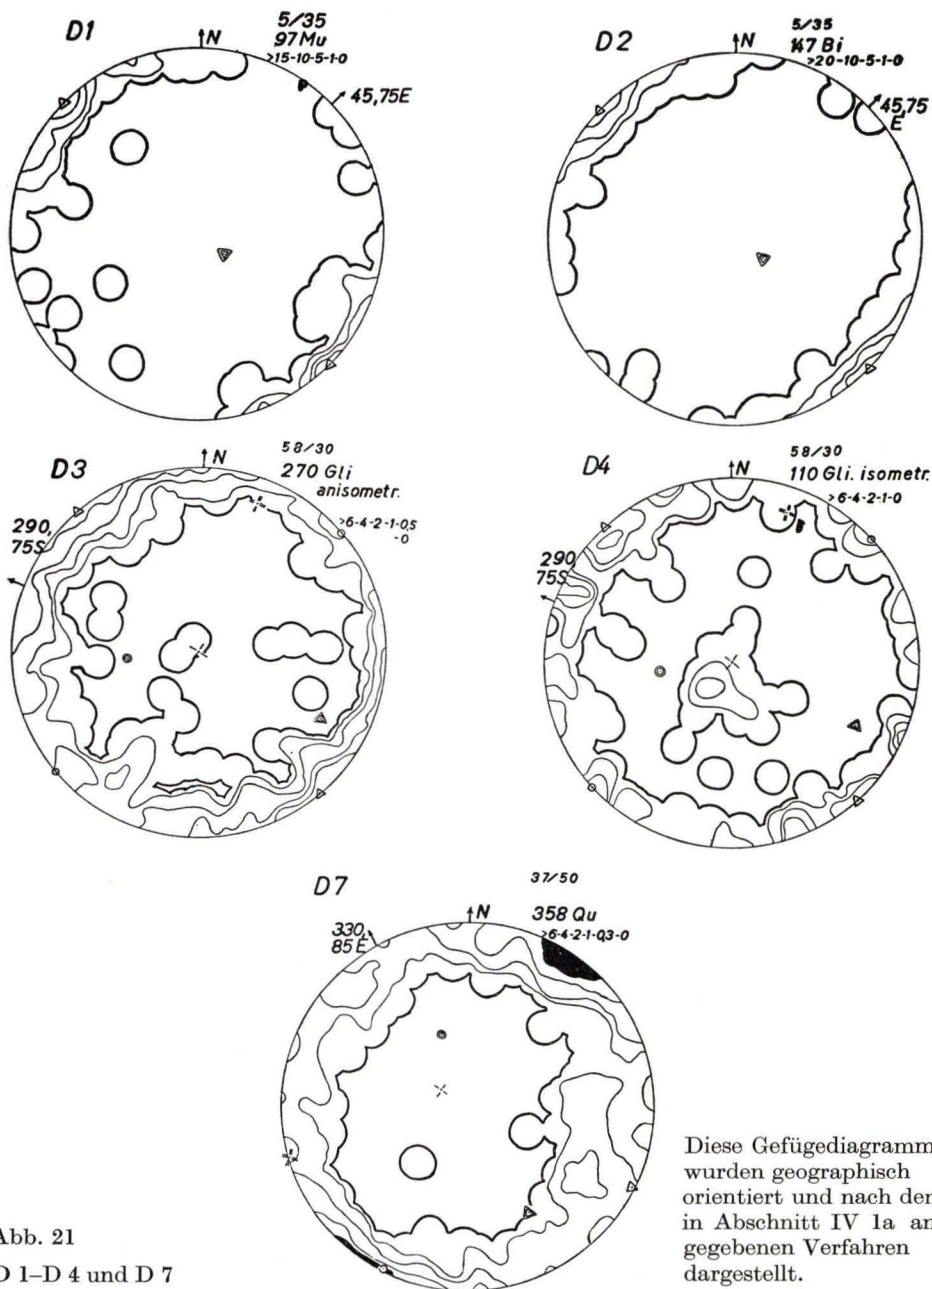 D1
5/35
97 Mu
>15-10-5-1-0
N
45,75E
D2
5/35
147 Bi
>20-10-5-1-0
N
45,75
E
D3
58/30
270 Gli
anisometr.
>6-4-2-1-0,5
-0
N
290,
75S
D4
58/30
110 Gli. isometr.
>6-4-2-1-0
N
290,
75S
B
D7
37/50
358 Qu
>6-4-2-1-0,3-0
N
330,
85 E
Diese Gefügediagramm
wurden geographisch
orientiert und nach der
in Abschnitt IV 1a an
gegebenen Verfahren
dargestellt.
Abb. 21
D 1–D 4 und D 7